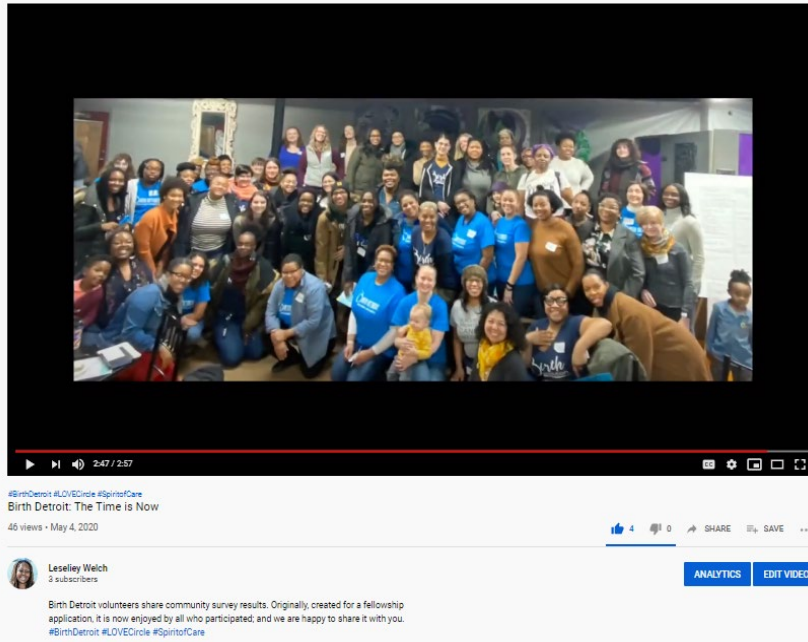 2:47 / 2:57
CC
#BirthDetroit #LOVECircle #SpiritofCare
Birth Detroit: The Time is Now
46 views • May 4, 2020
4 0 SHARE SAVE ...
Leseliey Welch
3 subscribers
ANALYTICS EDIT VIDEO
Birth Detroit volunteers share community survey results. Originally, created for a fellowship
application, it is now enjoyed by all who participated; and we are happy to share it with you.
#BirthDetroit #LOVECircle #SpiritofCare